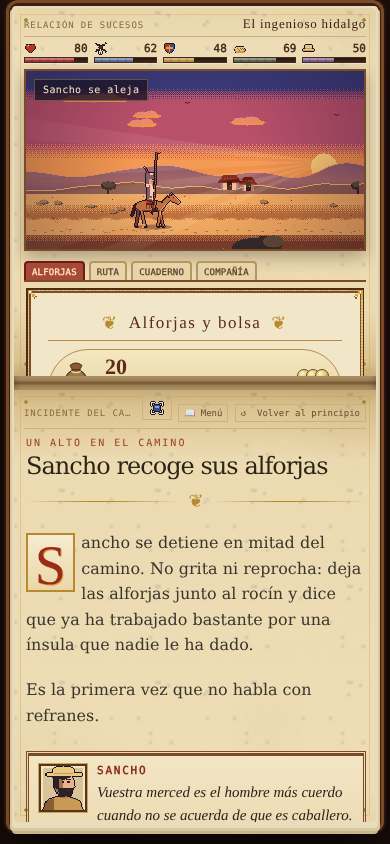 RELACIÓN DE SUCESOS
El ingenioso hidalgo
80 62 48 69 50
Sancho se aleja
ALFORJAS RUTA CUADERNO COMPAÑÍA
Alforjas y bolsa
20
INCIDENTE DEL CA… Menú ↺ Volver al principio
UN ALTO EN EL CAMINO
Sancho recoge sus alforjas
Sancho se detiene en mitad del
camino. No grita ni reprocha: deja
las alforjas junto al rocín y dice
que ya ha trabajado bastante por una
ínsula que nadie le ha dado.
Es la primera vez que no habla con
refranes.
SANCHO
Vuestra merced es el hombre más cuerdo
cuando no se acuerda de que es caballero.